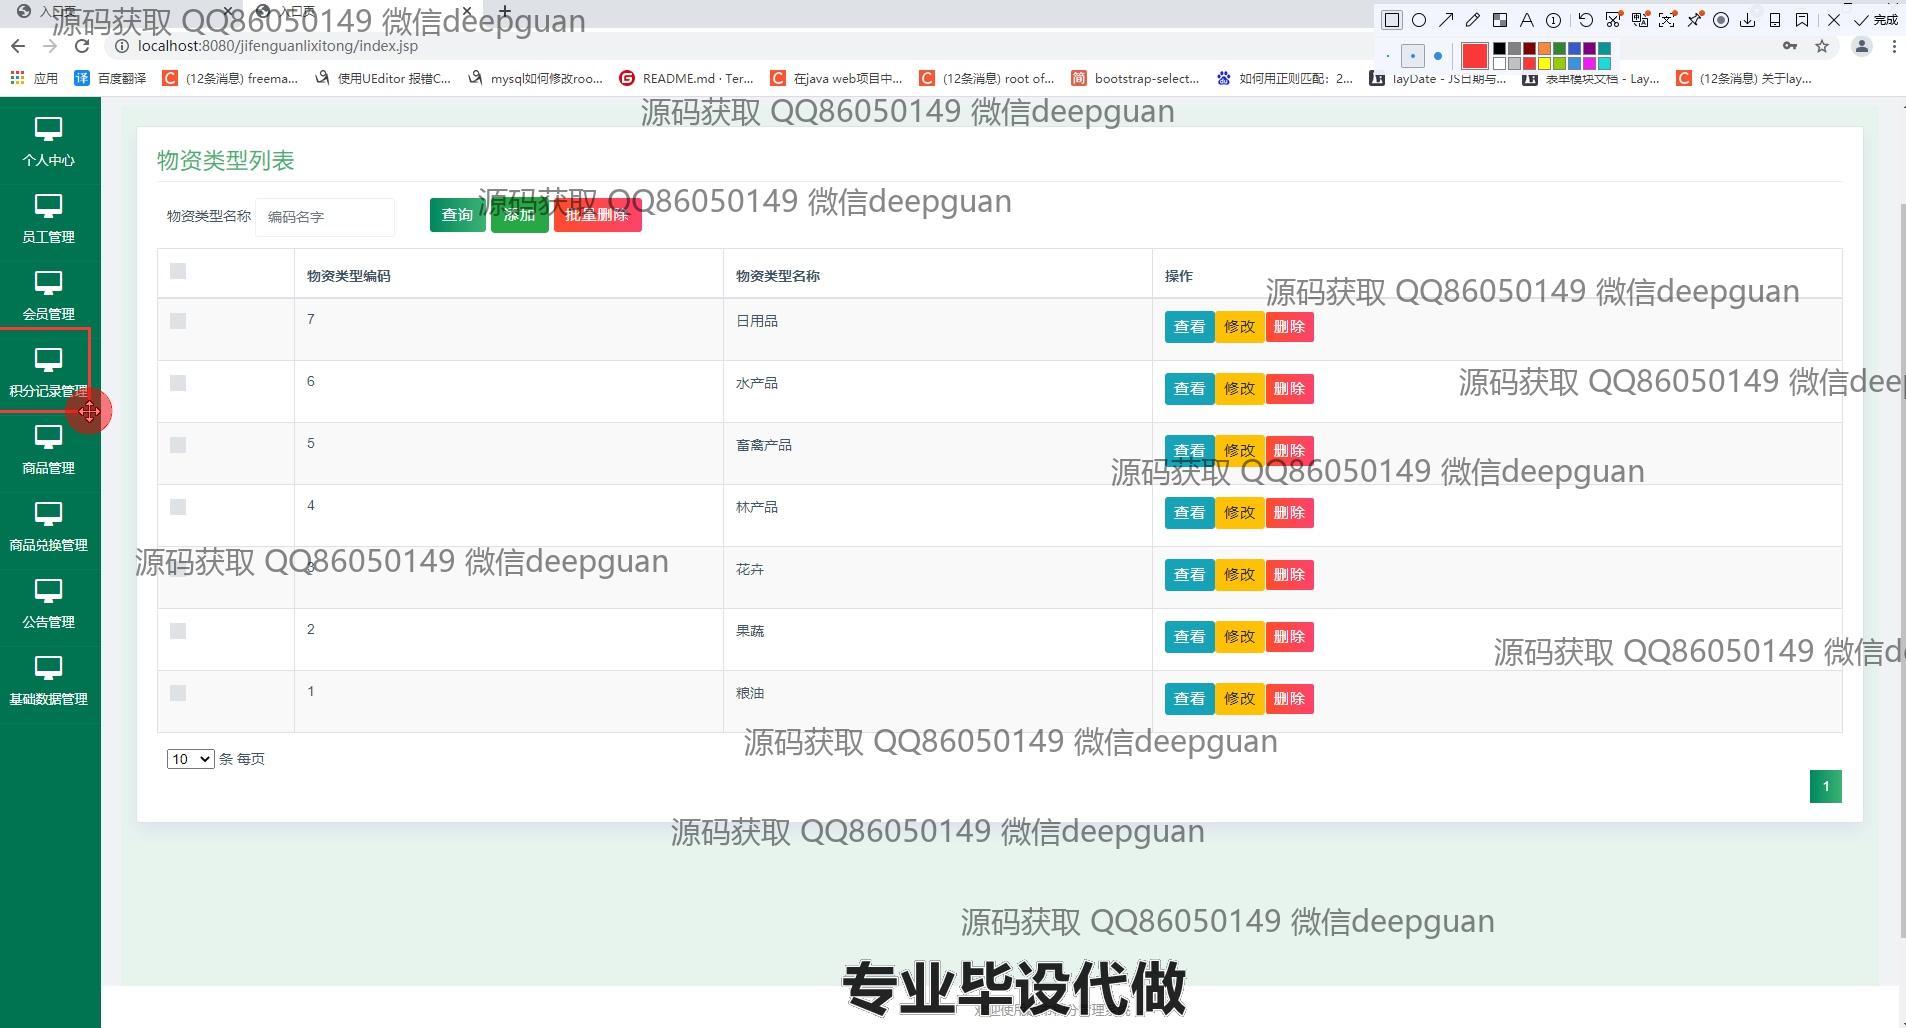 入口页
入口页
源码获取 QQ86050149 微信deepguan
完成
localhost:8080/jifenguanlixitong/index.jsp
应用
百度翻译
(12条消息) freema...
使用UEditor 报错C...
mysql如何修改roo...
README.md · Ter...
在java web项目中...
(12条消息) root of...
bootstrap-select...
如何用正则匹配：2...
layDate - JS日期与...
表单模块文档 - Lay...
(12条消息) 关于lay...
源码获取 QQ86050149 微信deepguan
个人中心
员工管理
会员管理
积分记录管理
商品管理
商品兑换管理
公告管理
基础数据管理
物资类型列表
源码获取 QQ86050149 微信deepguan
物资类型名称 编码名字 查询 添加 批量删除
物资类型编码 物资类型名称 操作
源码获取 QQ86050149 微信deepguan
7 日用品 查看 修改 删除
6 水产品 查看 修改 删除
源码获取 QQ86050149 微信deep
5 畜禽产品 查看 修改 删除
源码获取 QQ86050149 微信deepguan
4 林产品 查看 修改 删除
源码获取 QQ86050149 微信deepguan
3 花卉 查看 修改 删除
2 果蔬 查看 修改 删除
源码获取 QQ86050149 微信de
1 粮油 查看 修改 删除
源码获取 QQ86050149 微信deepguan
10 条 每页
1
源码获取 QQ86050149 微信deepguan
源码获取 QQ86050149 微信deepguan
专业毕设代做